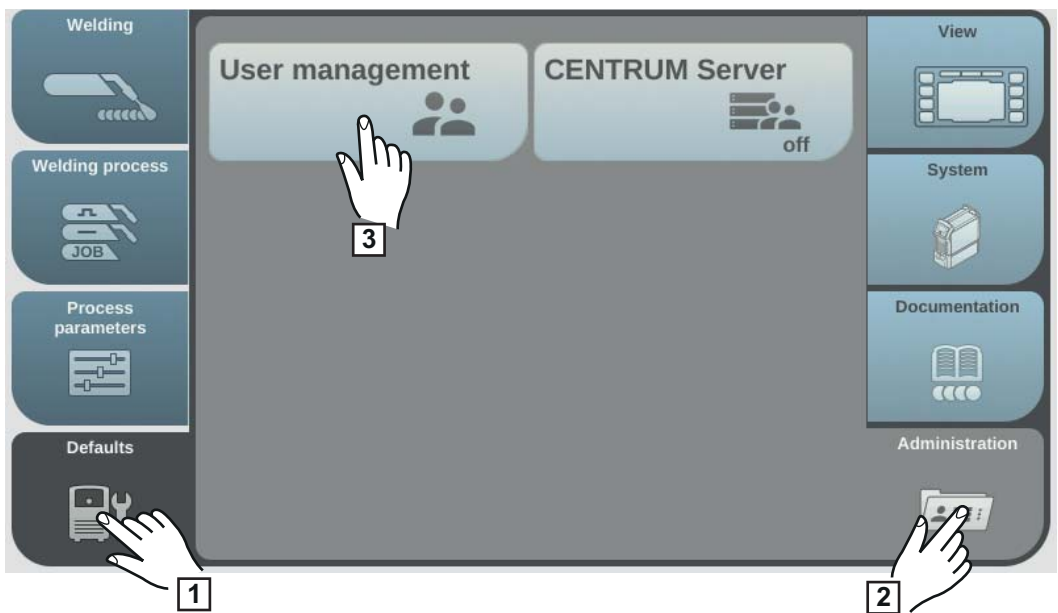 Welding
Welding process
JOB
Process
parameters
Defaults
User management
CENTRUM Server
off
View
System
Documentation
Administration
3
1
2